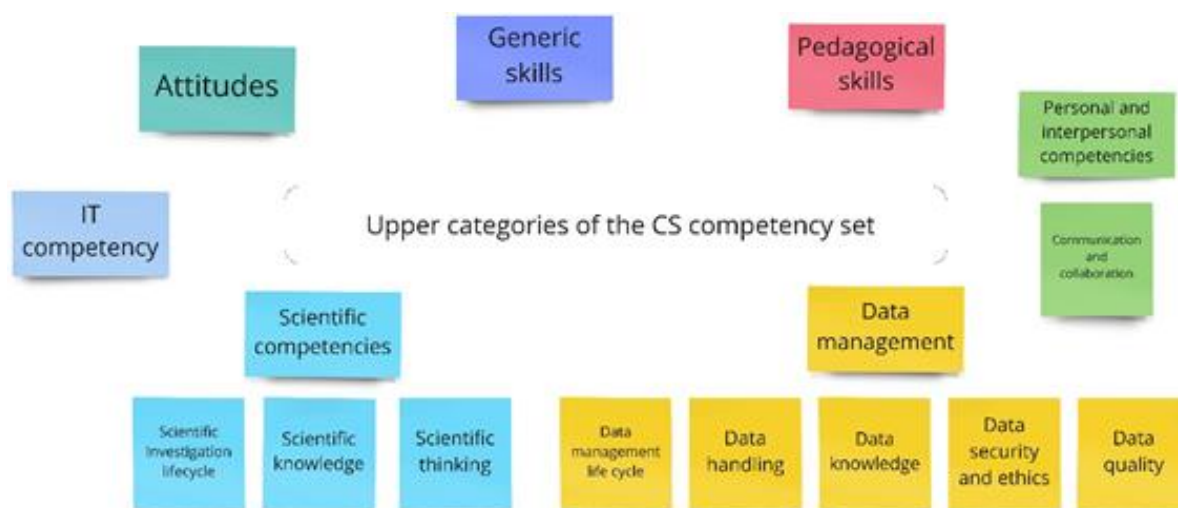 Attitudes
Generic
skills
Pedagogical
skills
Personal and
interpersonal
competencies
IT
competency
Upper categories of the CS competency set
Communication
and
collaboration
Scientific
competencies
Data
management
Scientific
investigation
lifecycle
Scientific
knowledge
Scientific
thinking
Data
management
life cycle
Data
handling
Data
knowledge
Data
security
and ethics
Data
quality